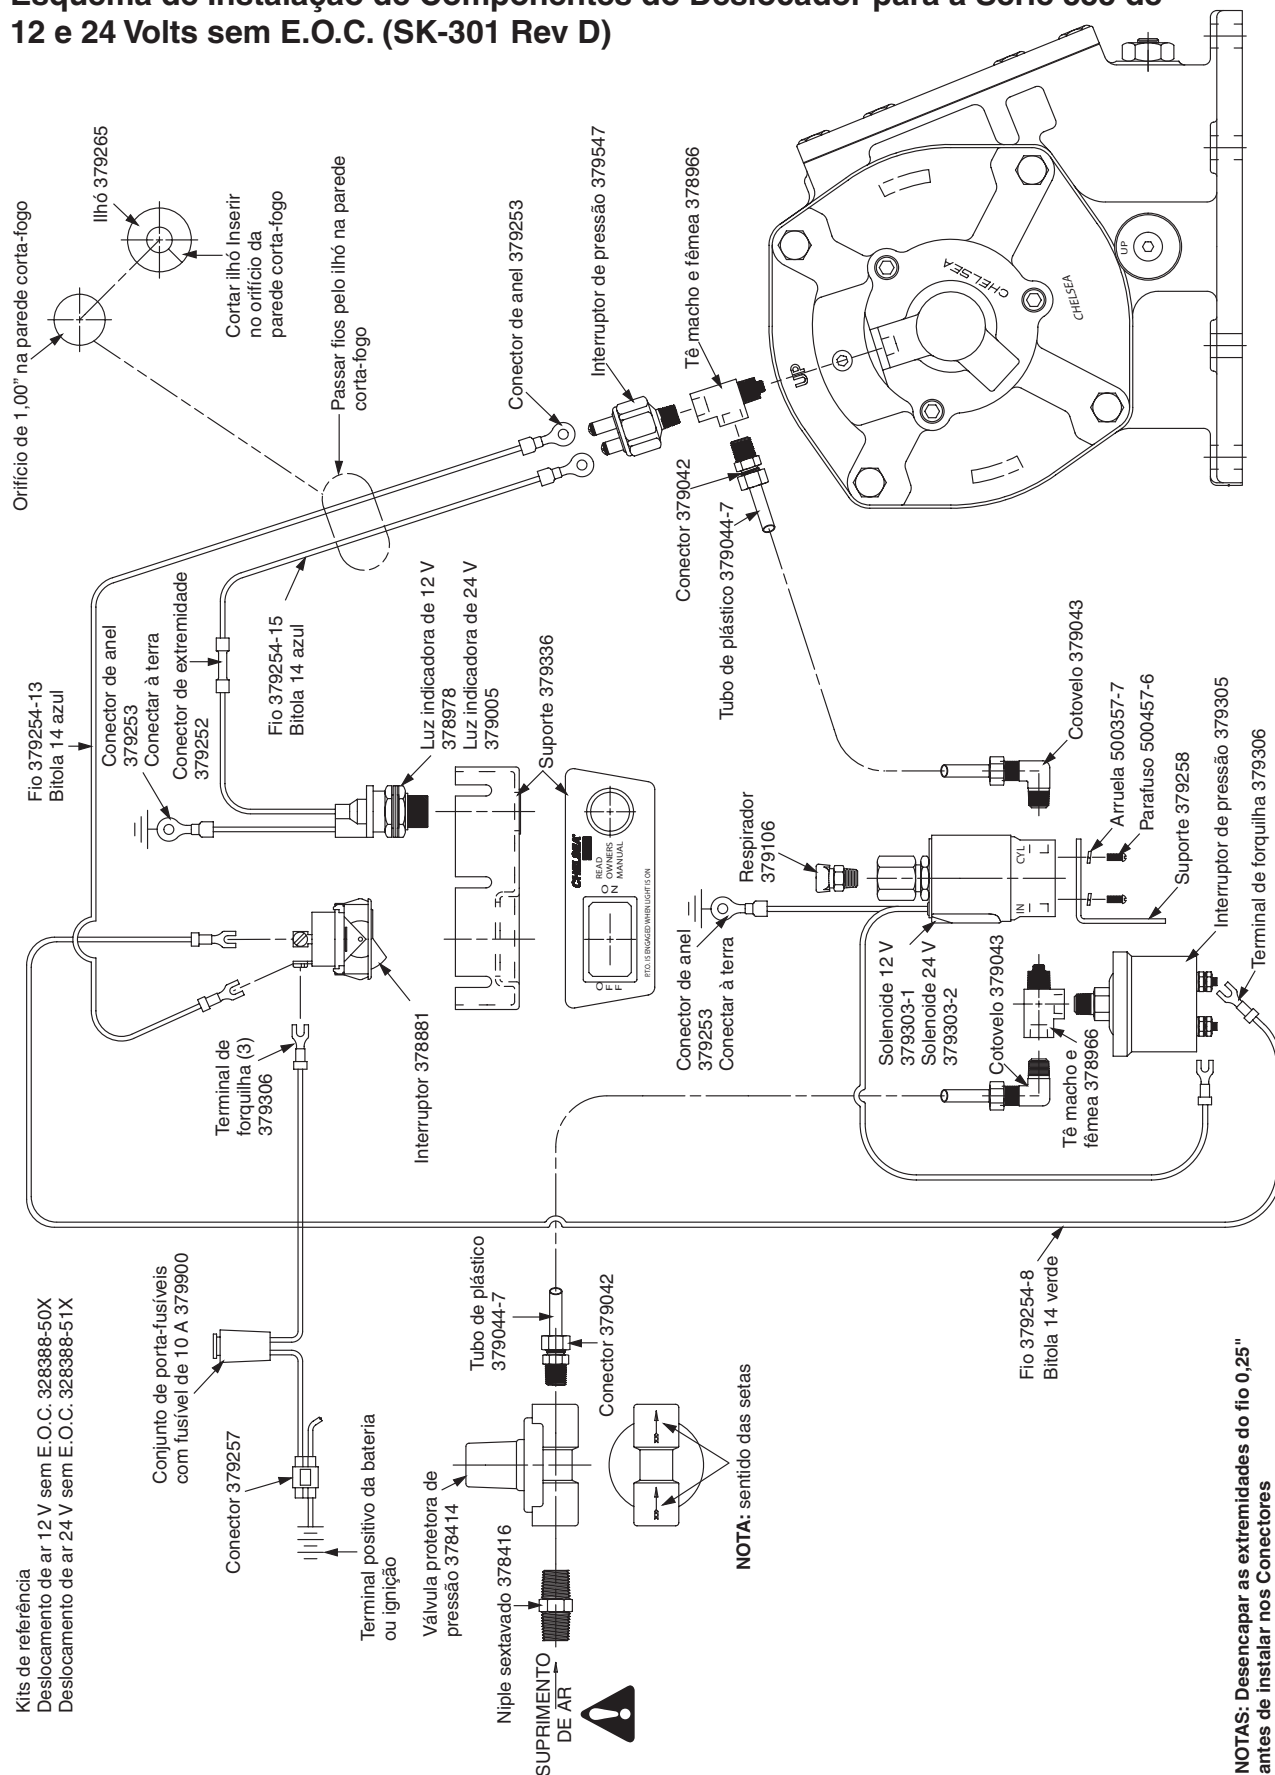 Esquema de Instalação de Componentes do Deslocador para a Série 890 de
12 e 24 Volts sem E.O.C. (SK-301 Rev D)
Kits de referência
Deslocamento de ar 12 V sem E.O.C. 328388-50X
Deslocamento de ar 24 V sem E.O.C. 328388-51X
Conector 379257
Conjunto de porta-fusíveis
com fusível de 10 A 379900
Terminal positivo da bateria
ou ignição
Terminal de
forquilha (3)
379306
Interruptor 378881
Fio 379254-13
Bitola 14 azul
Conector de anel
379253
Conectar à terra
Conector de extremidade
379252
Fio 379254-15
Bitola 14 azul
Luz indicadora de 12 V
378978
Luz indicadora de 24 V
379005
Suporte 379336
CHELSEA
READ
OWNERS
MANUAL
ON
OFF
P.T.O. IS ENGAGED WHEN LIGHT IS ON
Orifício de 1,00" na parede corta-fogo
Ilhó 379265
Cortar ilhó Inserir
no orifício da
parede corta-fogo
Passar fios pelo ilhó na parede
corta-fogo
Conector de anel 379253
Interruptor de pressão 379547
Tê macho e fêmea 378966
Conector 379042
Tubo de plástico 379044-7
UP
CHELSEA
CHELSEA
UP
Niple sextavado 378416
SUPRIMENTO
DE AR
Válvula protetora de
pressão 378414
Tubo de plástico
379044-7
Conector 379042
NOTA: sentido das setas
Conector de anel
379253
Conectar à terra
Respirador
379106
Solenoide 12 V
379303-1
Solenoide 24 V
379303-2
IN
CYL
Cotovelo 379043
Cotovelo 379043
Tê macho e
fêmea 378966
Arruela 500357-7
Parafuso 500457-6
Suporte 379258
Interruptor de pressão 379305
Terminal de forquilha 379306
Fio 379254-8
Bitola 14 verde
NOTAS: Desencapar as extremidades do fio 0,25"
antes de instalar nos Conectores